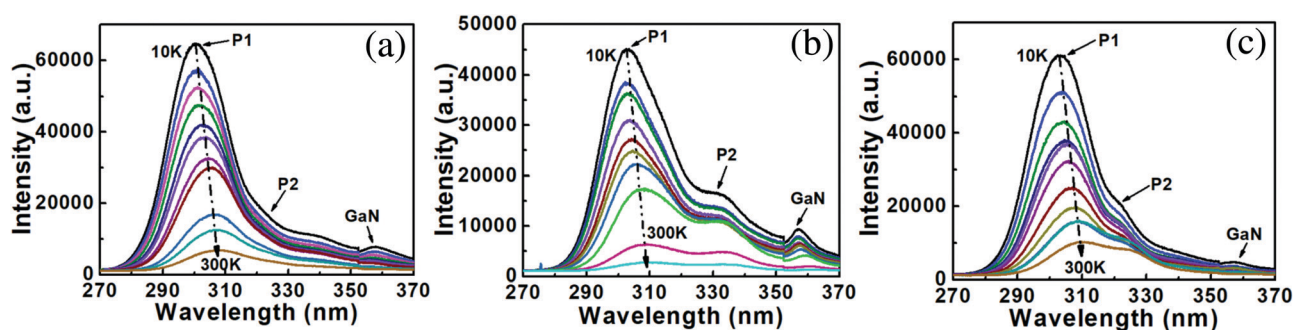 (a)
P1
10K
P2
GaN
300K
Intensity (a.u.)
60000
40000
20000
0
270 290 310 330 350 370
Wavelength (nm)
(b)
P1
10K
P2
GaN
300K
Intensity (a.u.)
50000
40000
30000
20000
10000
0
270 290 310 330 350 370
Wavelength (nm)
(c)
P1
10K
P2
GaN
300K
Intensity (a.u.)
60000
40000
20000
0
270 290 310 330 350 370
Wavelength (nm)